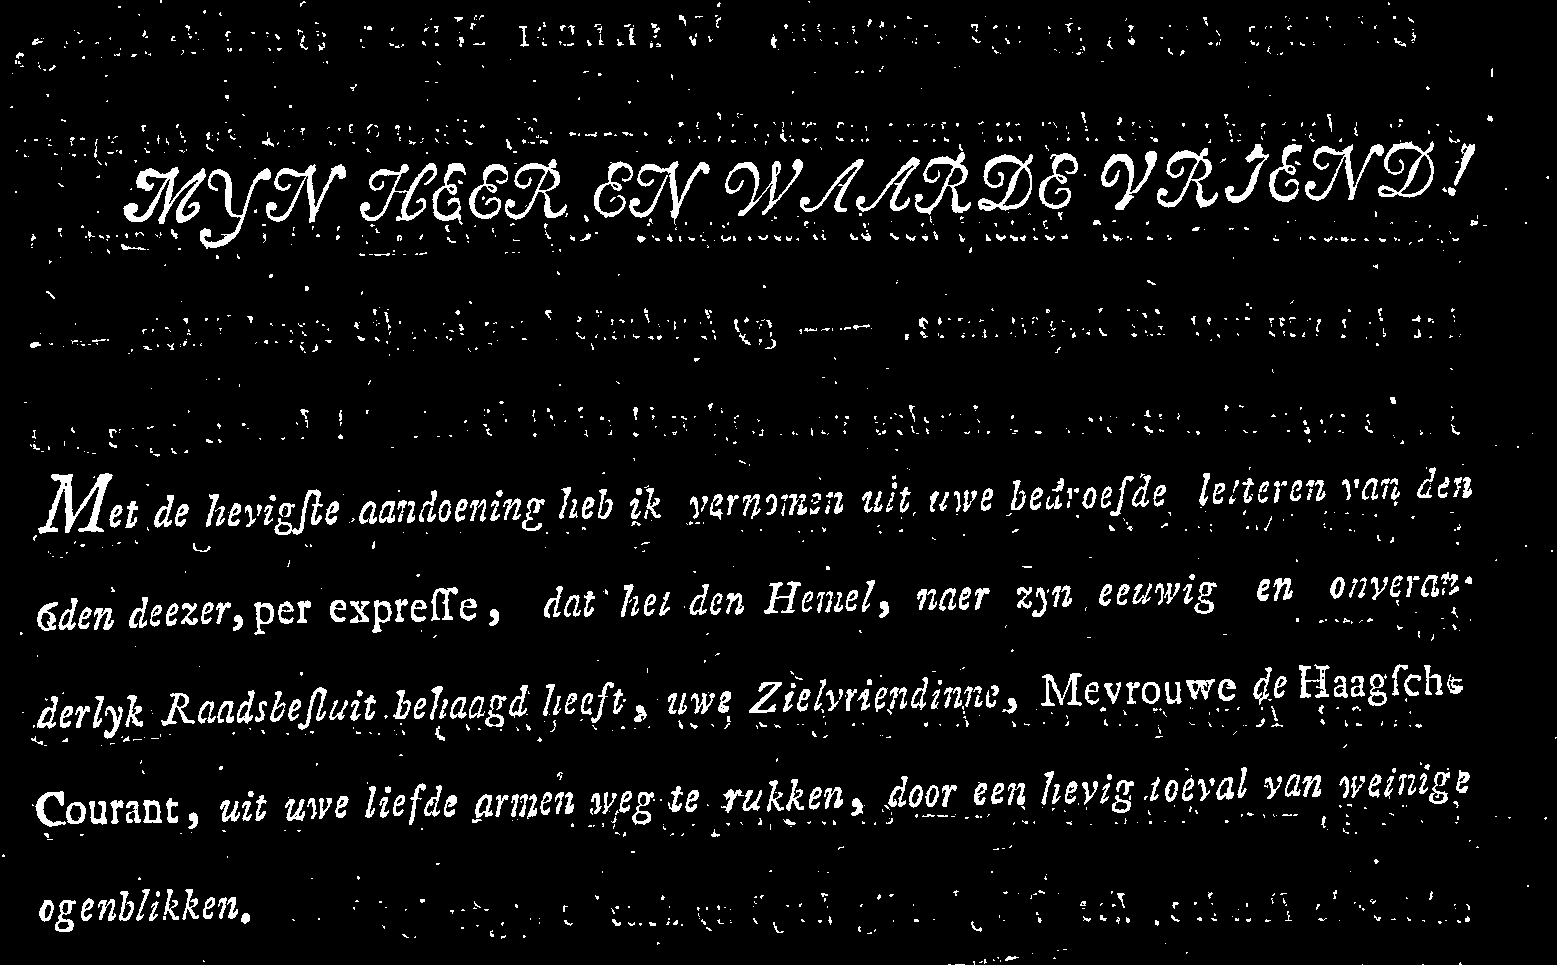 MYN HEER EN WAARDE VRIEND!
Met de hevigſte aandoening heb ik vernomen uit uwe bedroefde letteren van den
6den deezer, per expreſſe, dat het den Hemel, naer zyn eeuwig en onveran-
derlyk Raadsbeſluit behaagd heeft, uwe Zielvriendinne, Mevrouwe de Haagſche
Courant, uit uwe liefde armen weg te rukken, door een hevig toeval van weinige
ogenblikken.